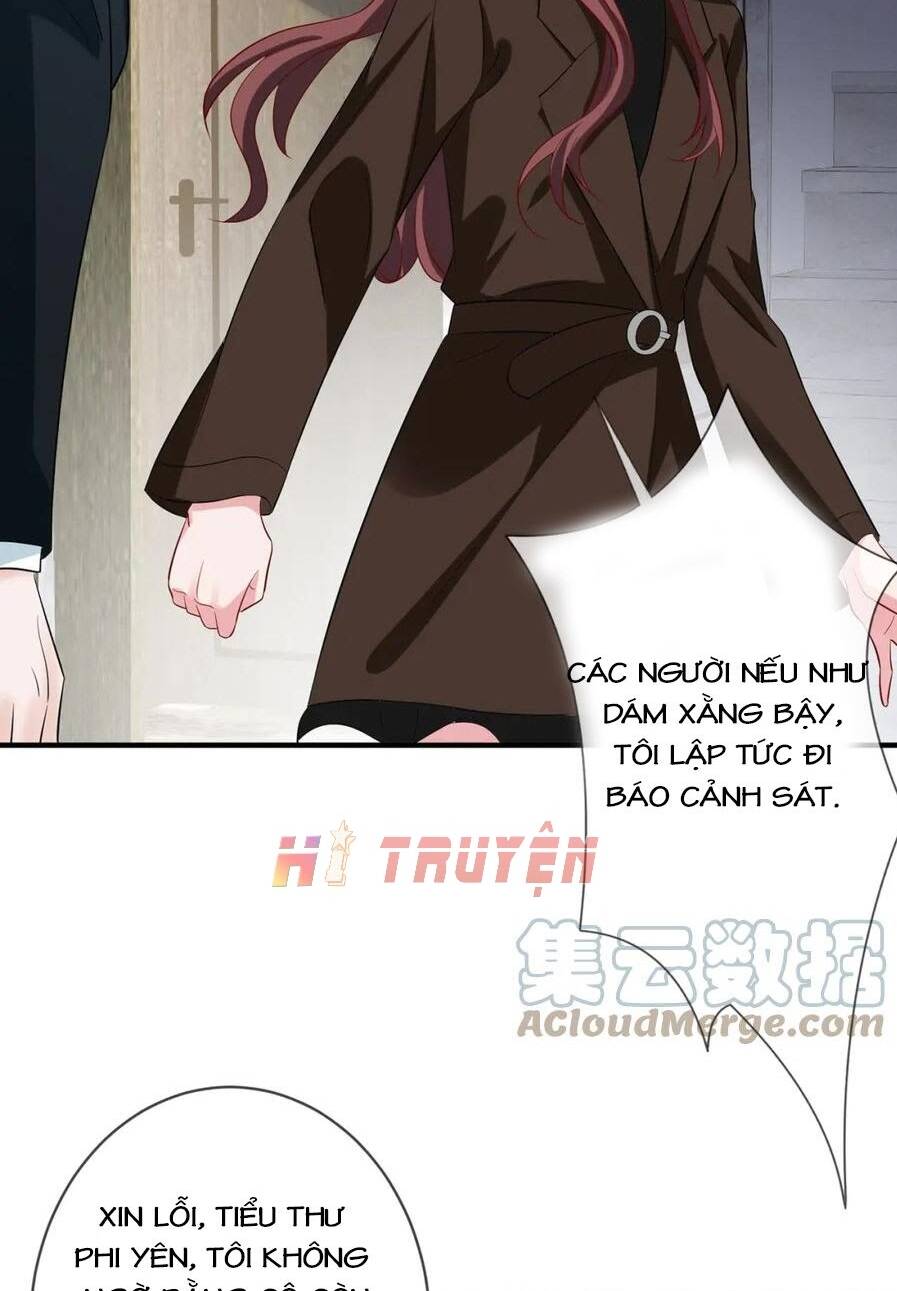 CÁC NGƯỜI NẾU NHƯ
DÁM XẰNG BẬY,
TÔI LẬP TỨC ĐI
BÁO CẢNH SÁT.
HI TRUYỆN
集云数据
ACloudMerge.com
XIN LỖI, TIỂU THƯ
PHI YÊN, TÔI KHÔNG